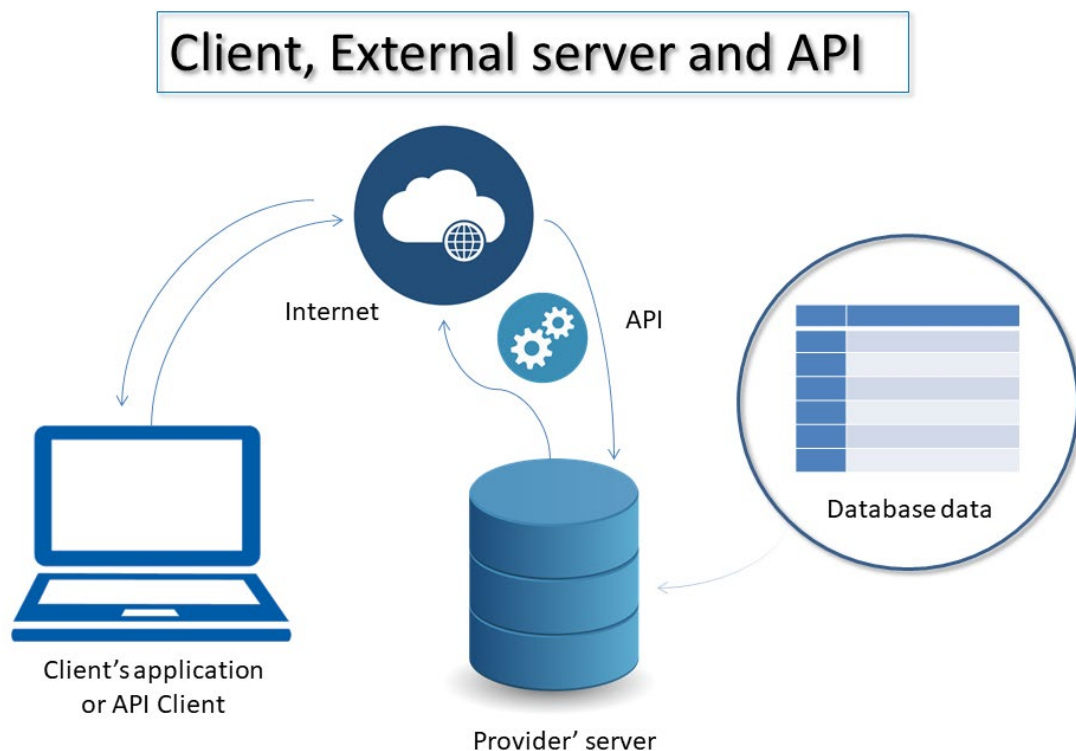 Client, External server and API
Internet
API
Database data
Client's application
or API Client
Provider' server